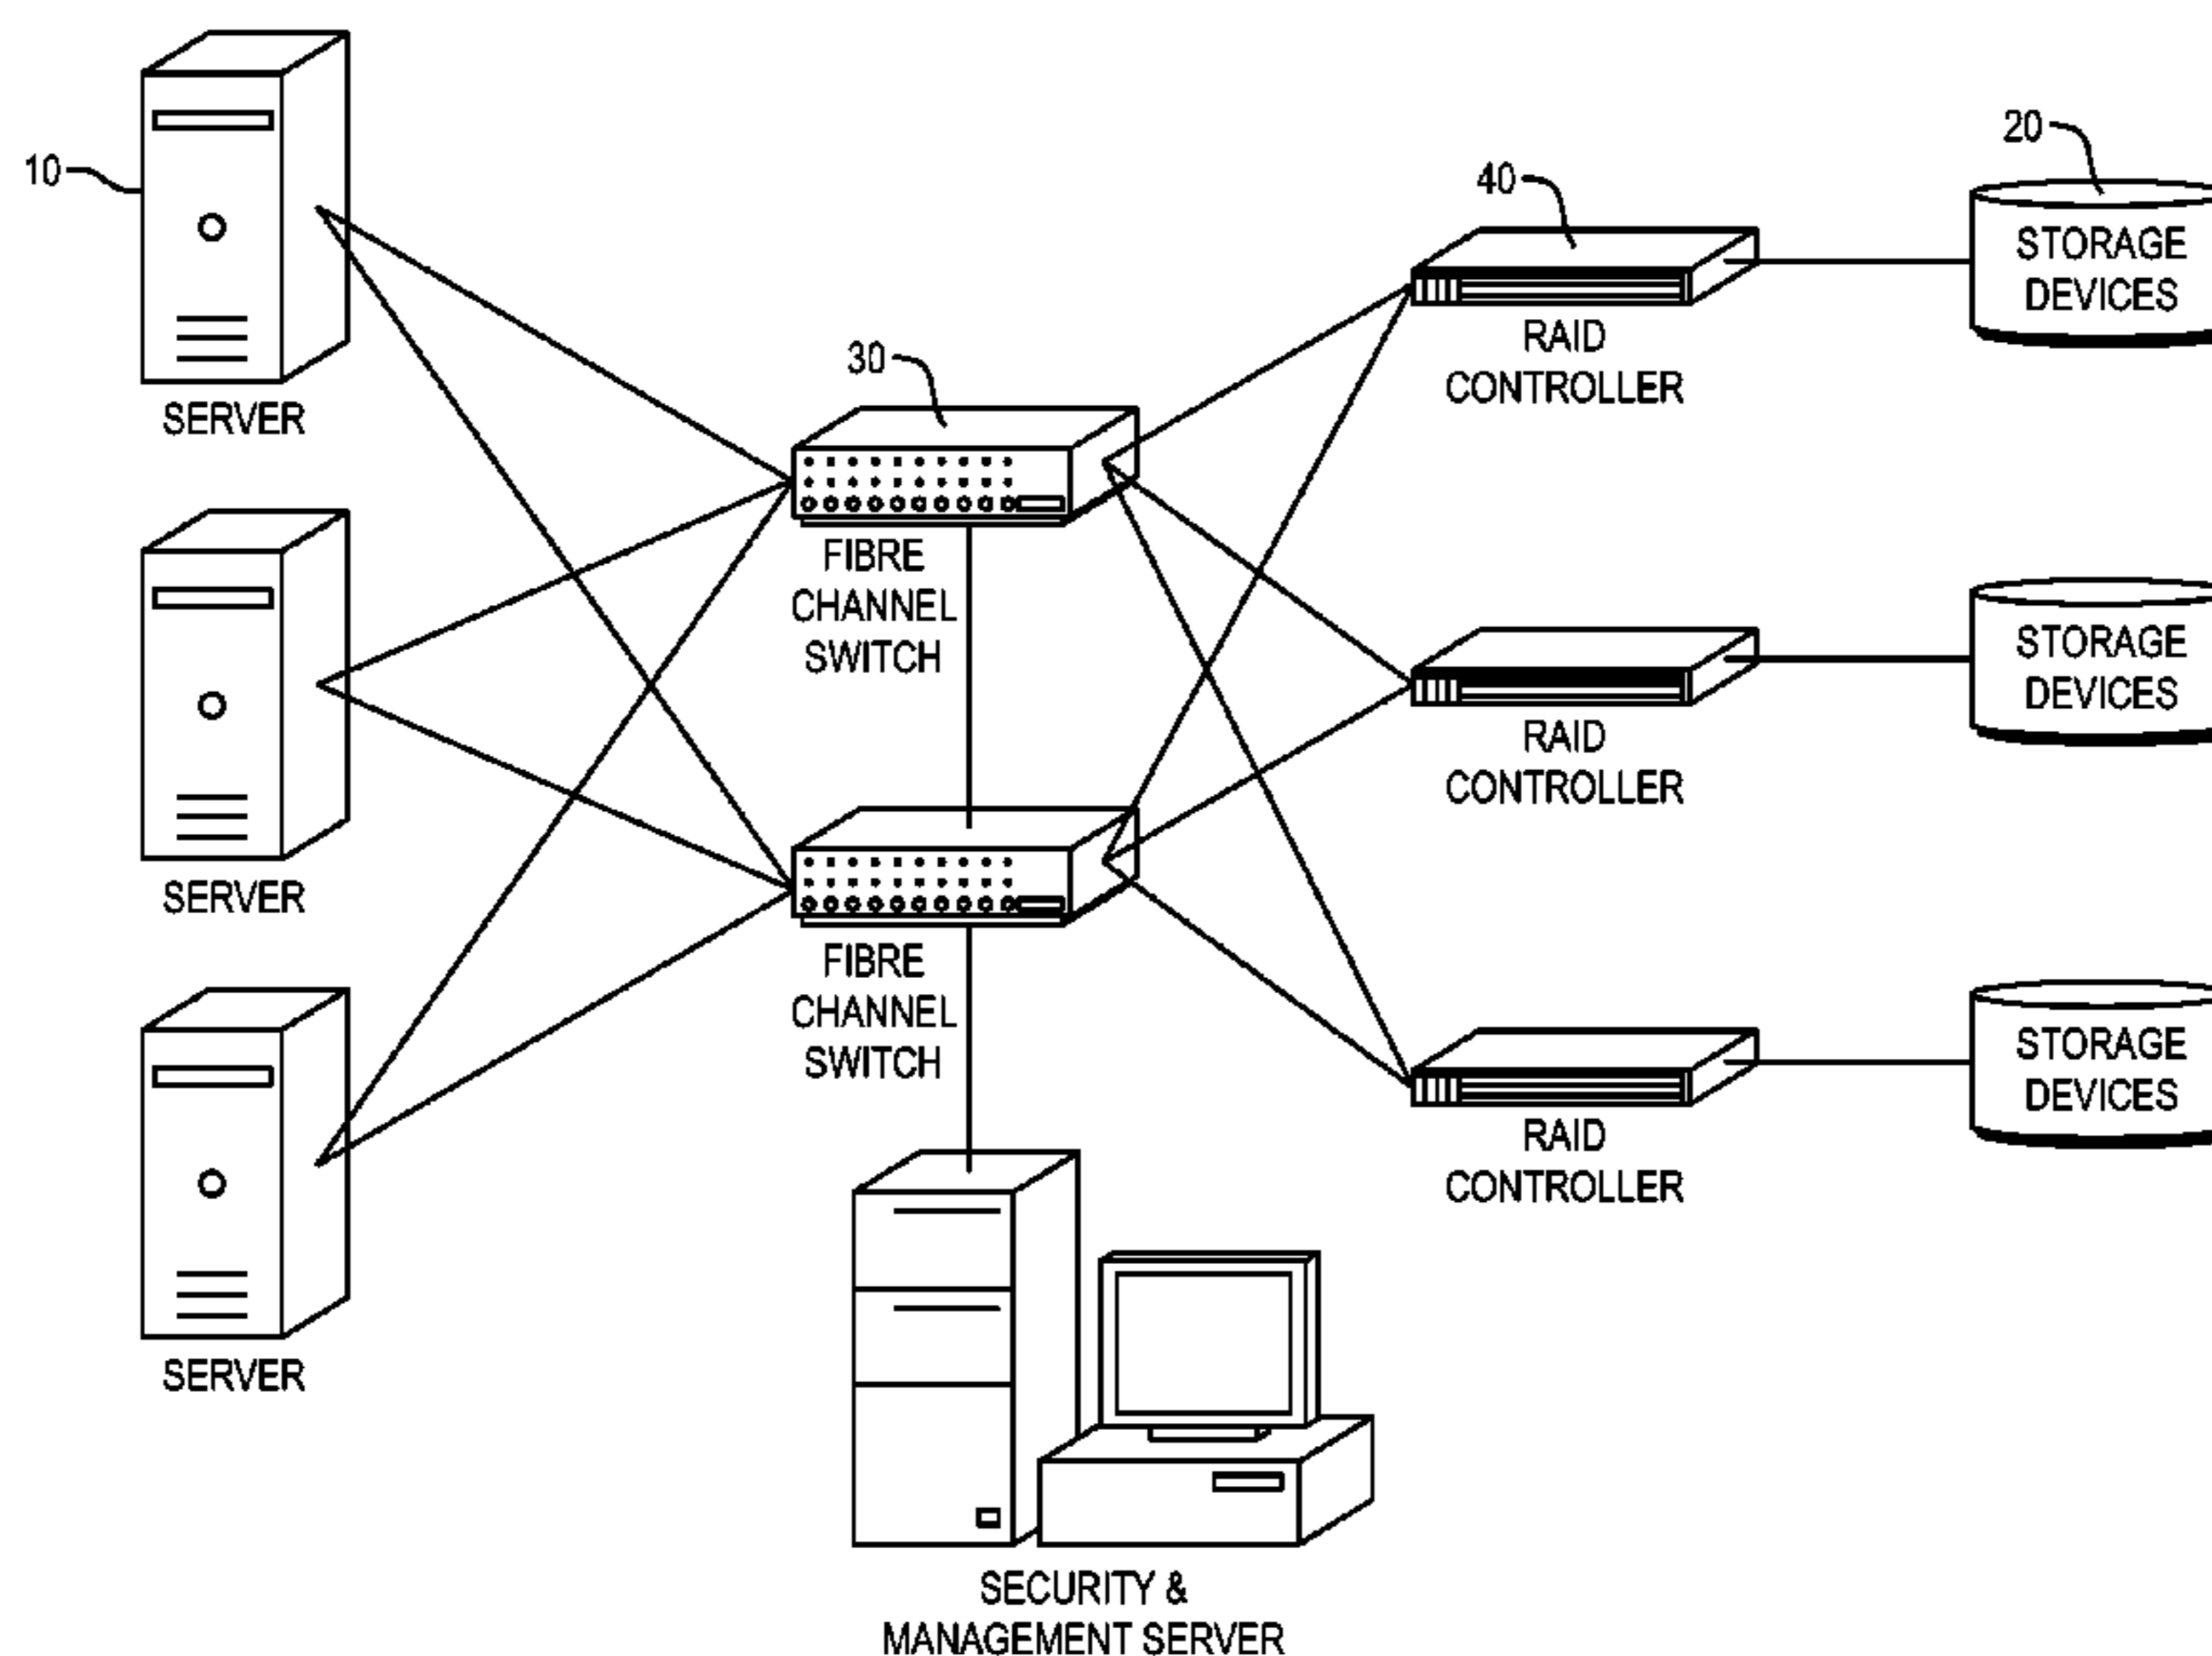 10
SERVER
SERVER
SERVER
30
FIBRE
CHANNEL
SWITCH
FIBRE
CHANNEL
SWITCH
SECURITY &
MANAGEMENT SERVER
40
RAID
CONTROLLER
RAID
CONTROLLER
RAID
CONTROLLER
20
STORAGE
DEVICES
STORAGE
DEVICES
STORAGE
DEVICES